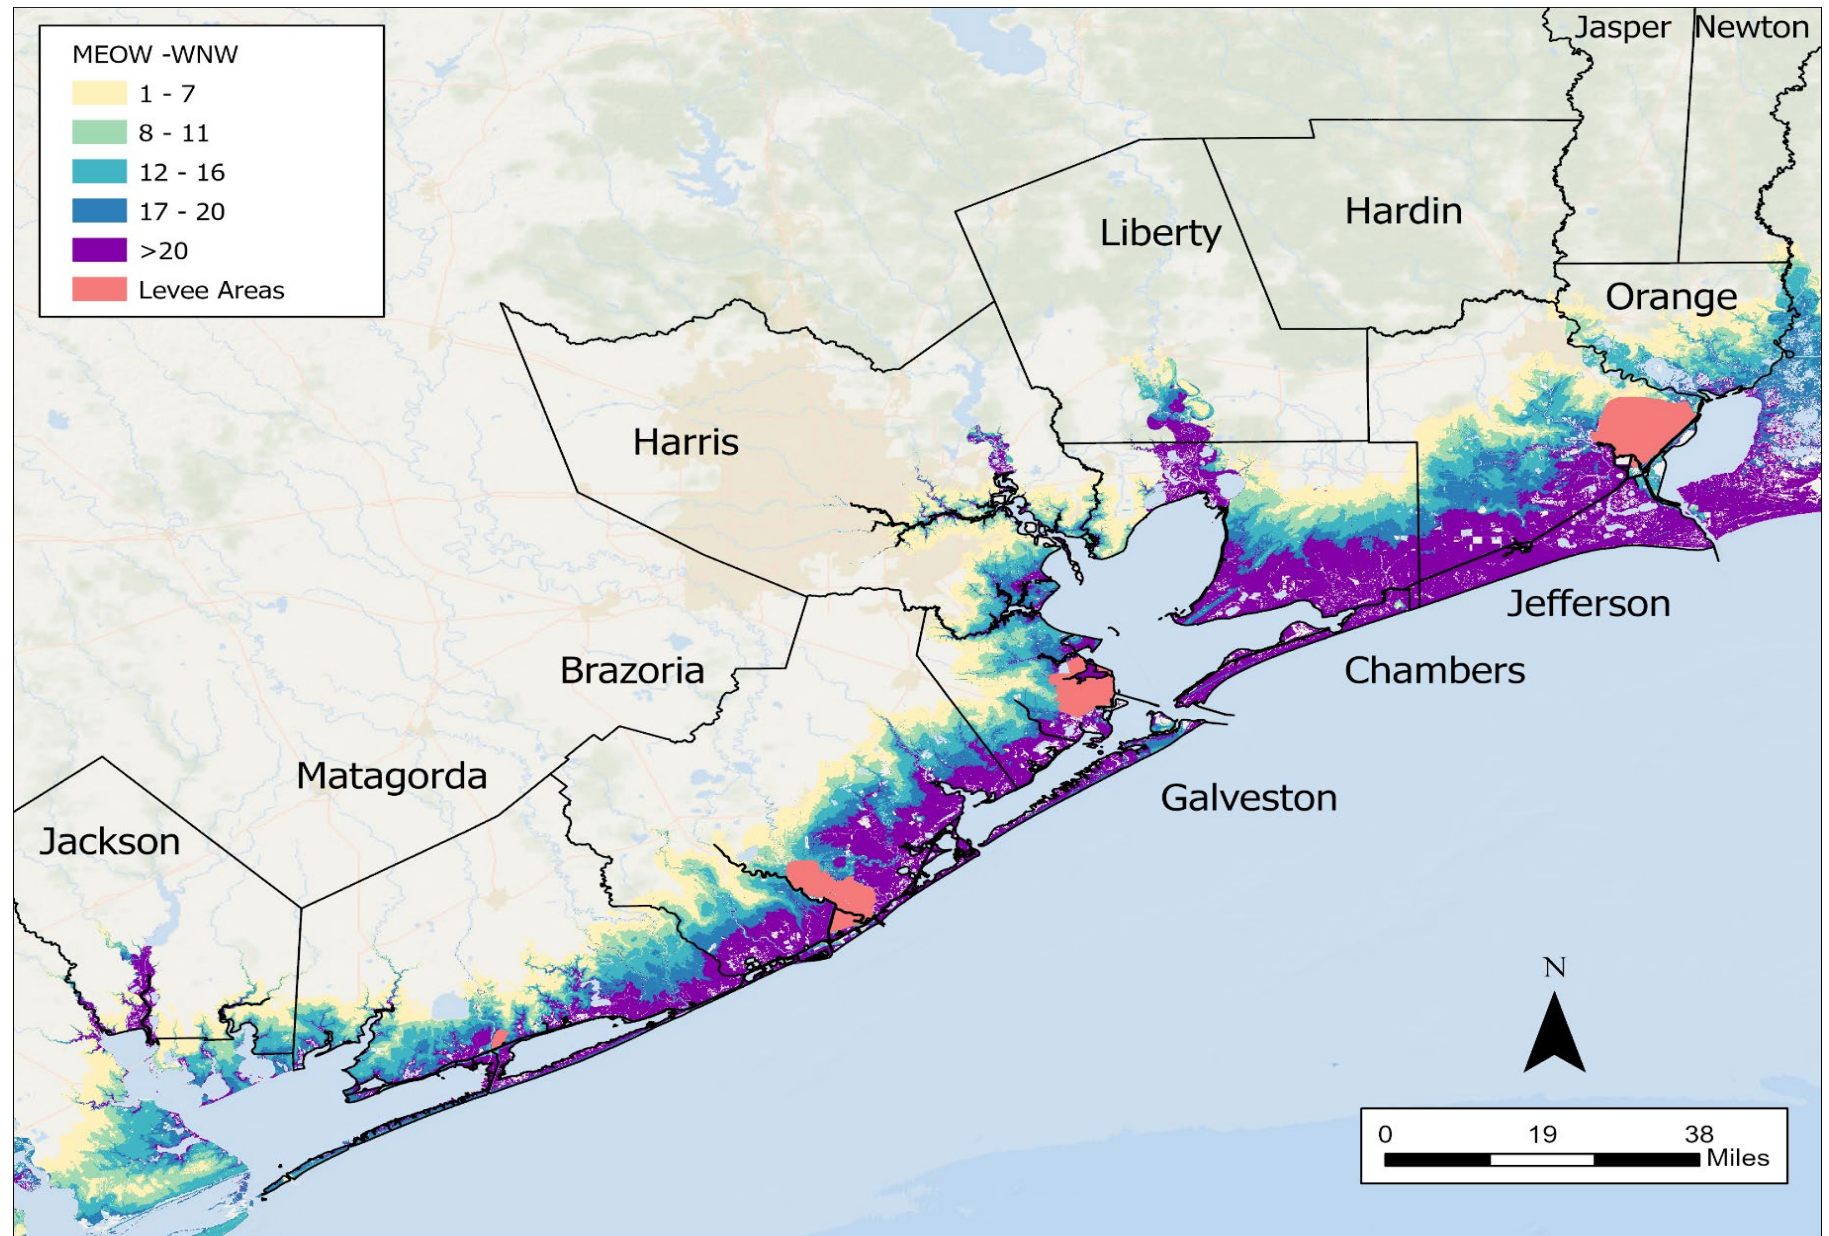 MEOW -WNW
1 - 7
8 - 11
12 - 16
17 - 20
>20
Levee Areas
Jasper Newton
Hardin
Liberty
Orange
Harris
Jefferson
Brazoria
Chambers
Matagorda
Galveston
Jackson
N
0 19 38
Miles